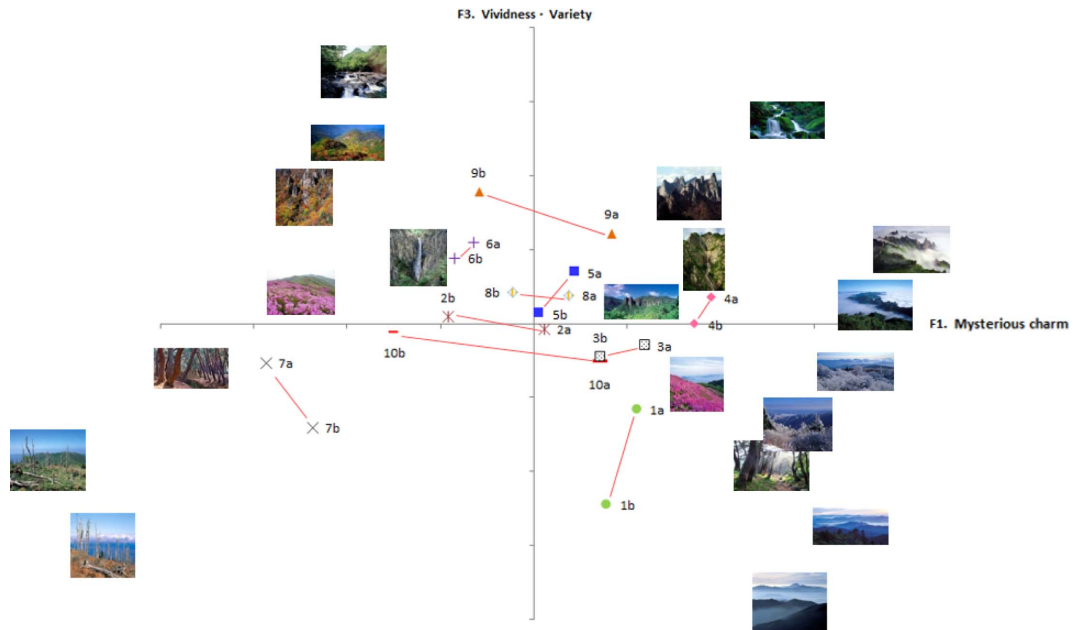 F3. Vividness · Variety
9b
9a
6a
6b
5a
8b
8a
4a
2b
5b
4b
F1. Mysterious charm
2a
3b
3a
10b
7a
10a
1a
7b
1b